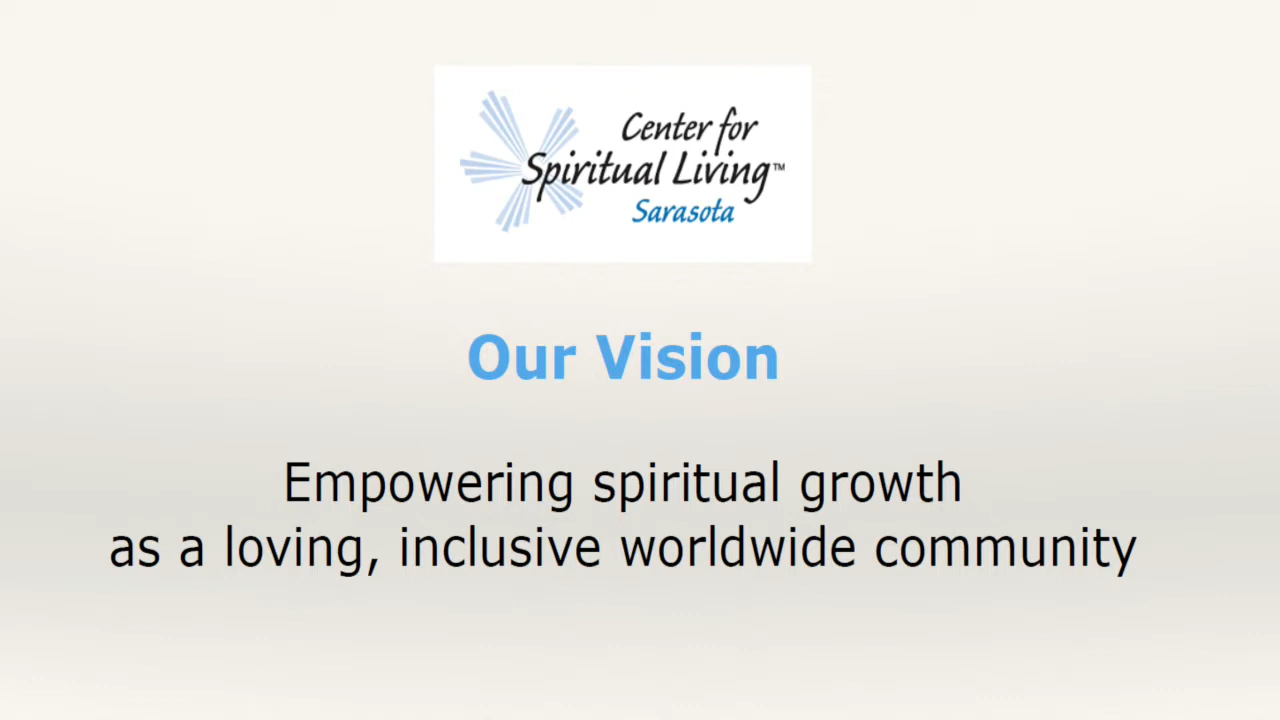 Center for
Spiritual Living™
Sarasota
Our Vision
Empowering spiritual growth
as a loving, inclusive worldwide community